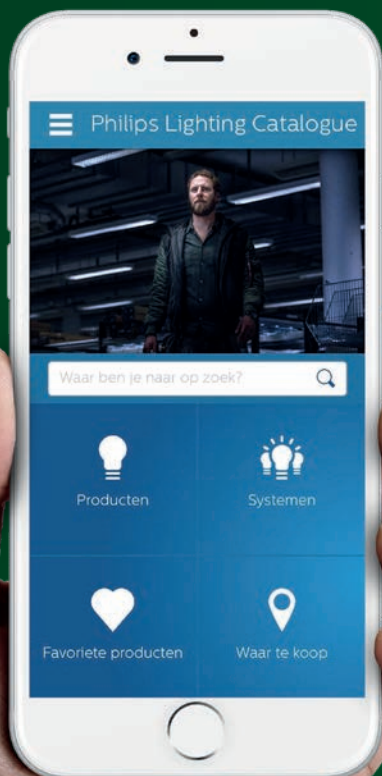 Philips Lighting Catalogue
Waar ben je naar op zoek?
Producten
Systemen
Favoriete producten
Waar te koop